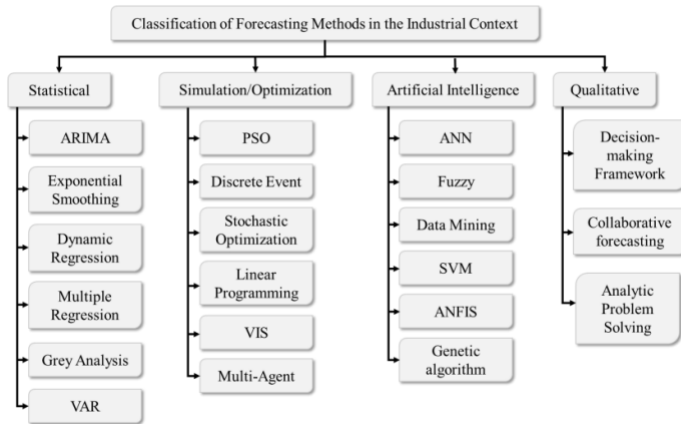 Classification of Forecasting Methods in the Industrial Context
Statistical
ARIMA
Exponential
Smoothing
Dynamic
Regression
Multiple
Regression
Grey Analysis
VAR
Simulation/Optimization
PSO
Discrete Event
Stochastic
Optimization
Linear
Programming
VIS
Multi-Agent
Artificial Intelligence
ANN
Fuzzy
Data Mining
SVM
ANFIS
Genetic
algorithm
Qualitative
Decision-
making
Framework
Collaborative
forecasting
Analytic
Problem
Solving